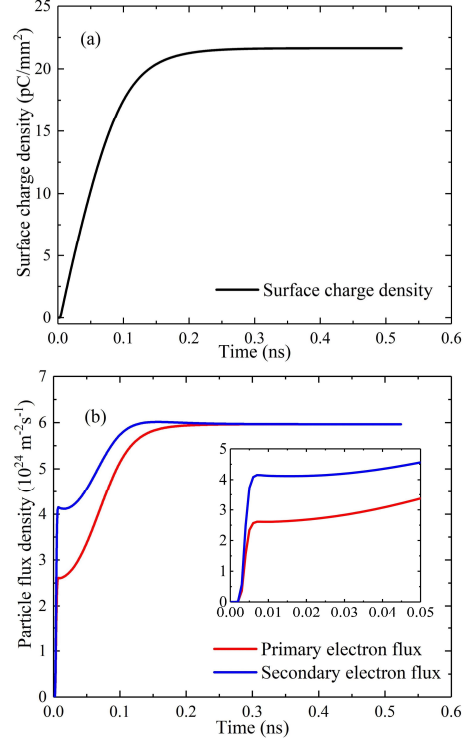 (a)
Surface charge density (pC/mm²)
25
20
15
10
5
0
Surface charge density
0.0 0.1 0.2 0.3 0.4 0.5 0.6
Time (ns)
(b)
Particle flux density (10²⁴ m⁻²s⁻¹)
7
6
5
4
3
2
1
0
5
4
3
2
1
0
0.00 0.01 0.02 0.03 0.04 0.05
Primary electron flux
Secondary electron flux
0.0 0.1 0.2 0.3 0.4 0.5 0.6
Time (ns)